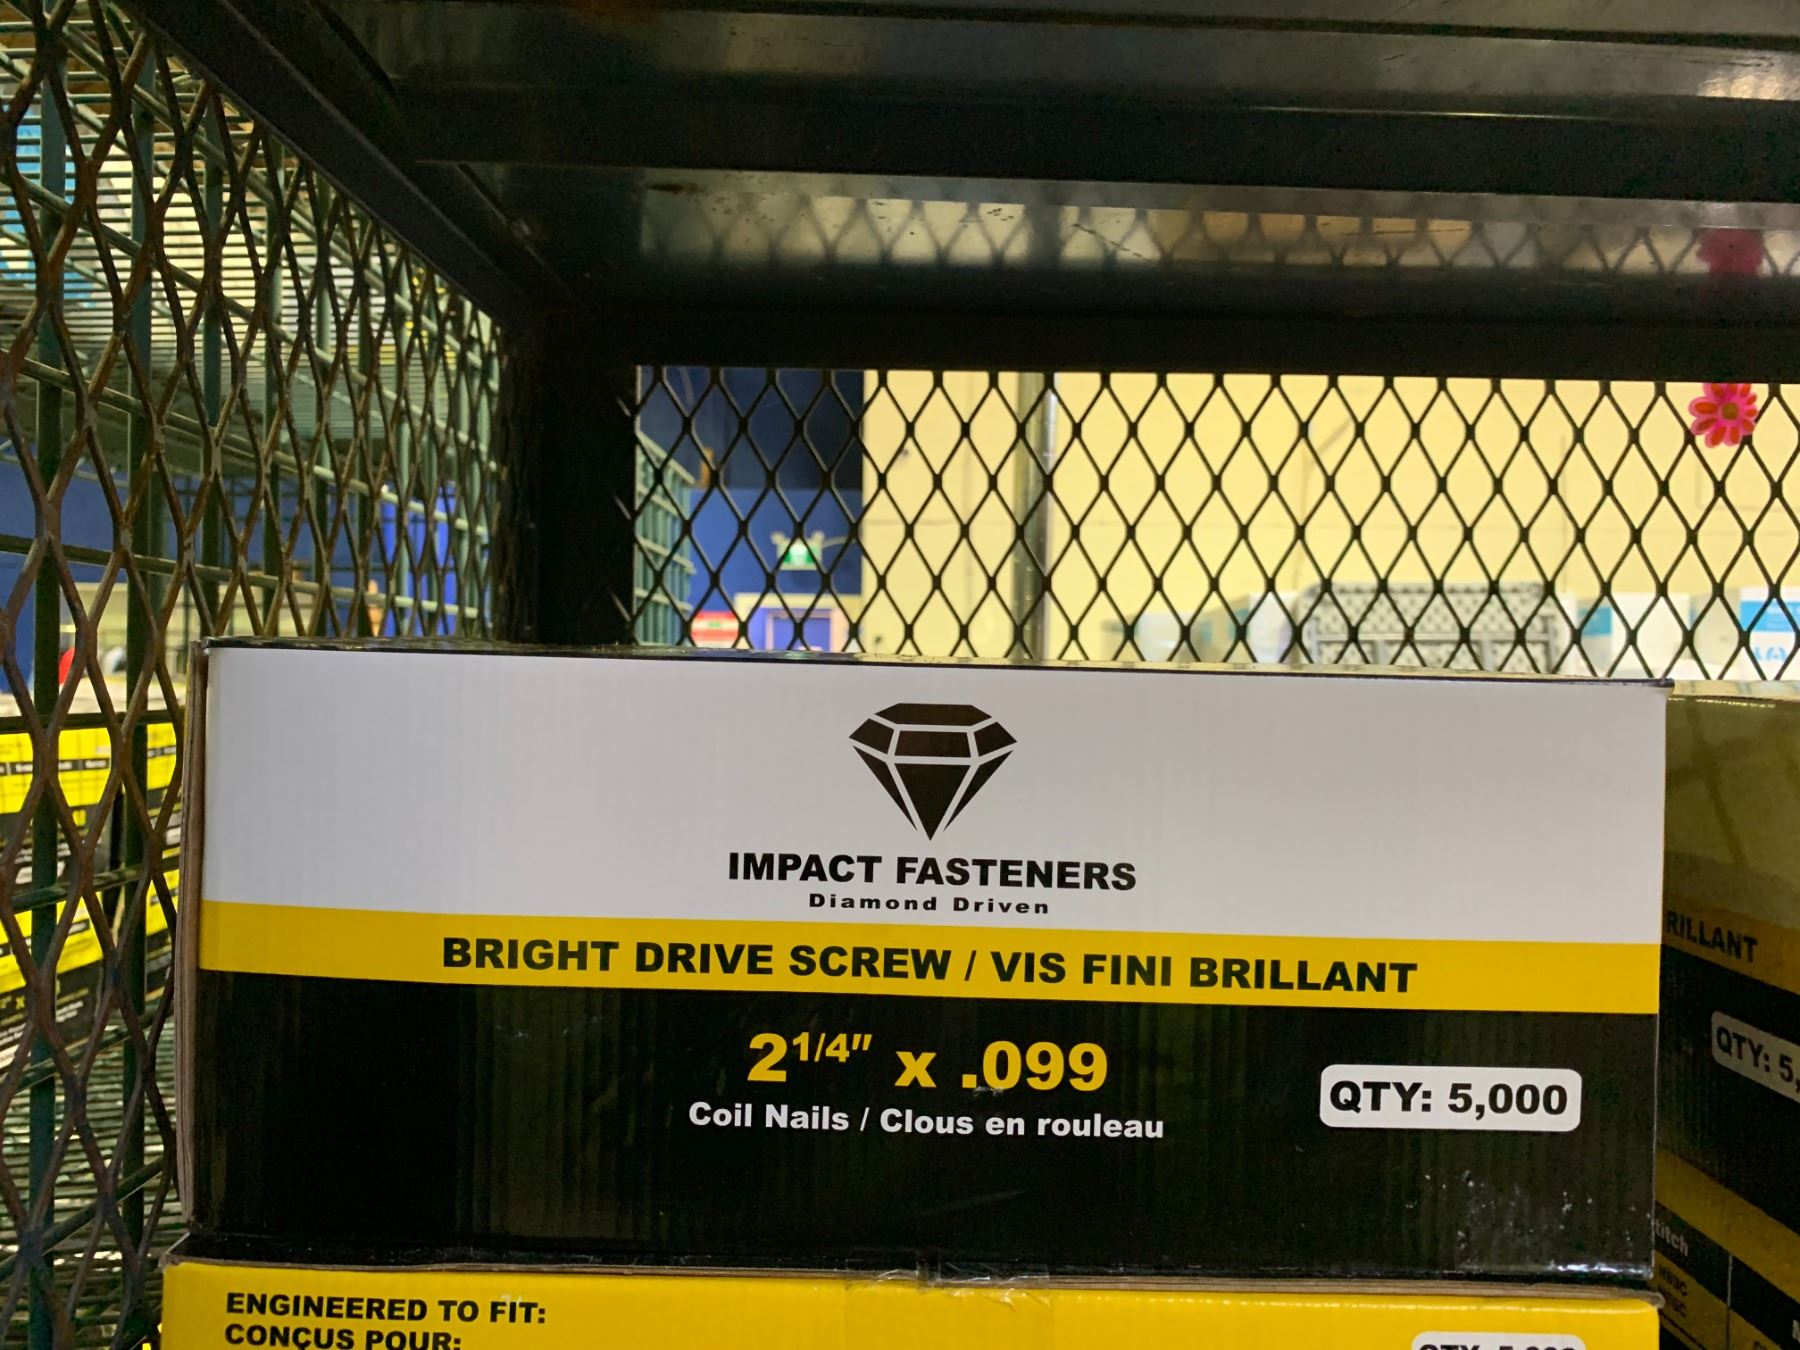 IMPACT FASTENERS
Diamond Driven
BRIGHT DRIVE SCREW / VIS FINI BRILLANT
2 1/4" x .099
Coil Nails / Clous en rouleau
QTY: 5,000
ENGINEERED TO FIT:
CONÇUS POUR:
RILLANT
QTY: 5,
titch